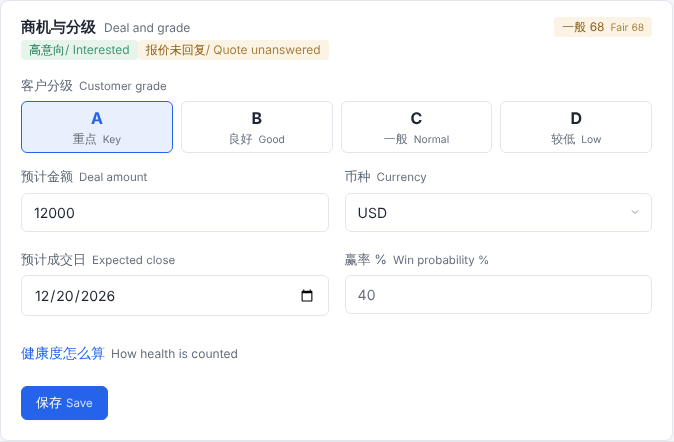 商机与分级 Deal and grade 一般 68 Fair 68
高意向/ Interested 报价未回复/ Quote unanswered
客户分级 Customer grade
A B C D
重点 Key 良好 Good 一般 Normal 较低 Low
预计金额 Deal amount 币种 Currency
12000 USD
预计成交日 Expected close 赢率 % Win probability %
12/20/2026 40
健康度怎么算 How health is counted
保存 Save